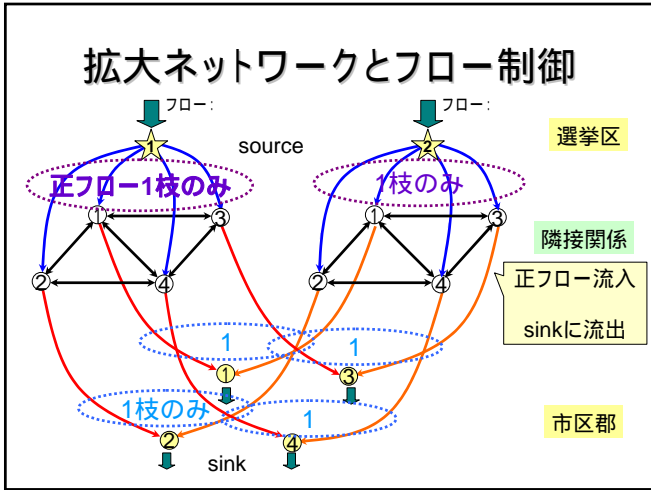 拡大ネットワークとフロー制御
フロー:
フロー:
1
2
source
選挙区
正フロー1枝のみ
1枝のみ
1
3
1
3
隣接関係
2
4
2
4
正フロー流入
sinkに流出
1
1
1
3
1枝のみ
1
市区郡
2
4
sink